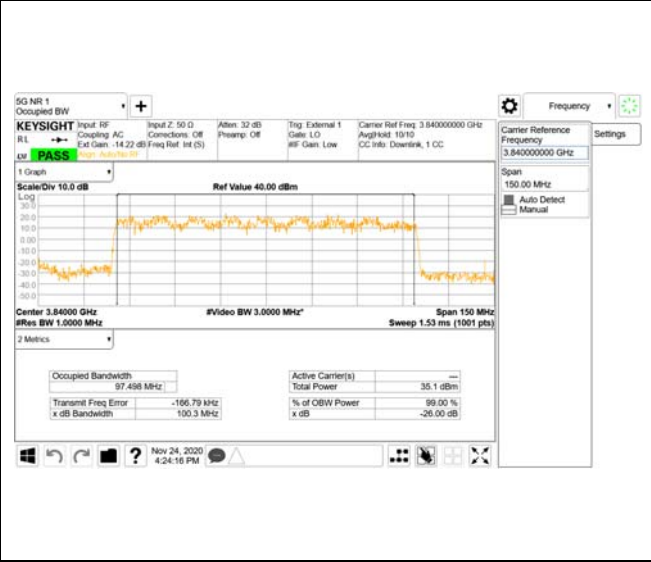 5G NR 1
Occupied BW
Frequency
KEYSIGHT
R L
PASS
Input: RF
Coupling: AC
Ext Gain: -14.22 dB
Align: Auto/No RF
Input Z: 50 Ω
Corrections: Off
Freq Ref: Int (S)
Atten: 32 dB
Preamp: Off
Trig: External 1
Gate: LO
#IF Gain: Low
Carrier Ref Freq: 3.840000000 GHz
Avg|Hold: 10/10
CC Info: Downlink, 1 CC
Carrier Reference
Frequency
3.840000000 GHz
Settings
Span
150.00 MHz
Auto Detect
Manual
1 Graph
Scale/Div 10.0 dB
Ref Value 40.00 dBm
Log
30.0
20.0
10.0
0.00
-10.0
-20.0
-30.0
-40.0
-50.0
Center 3.84000 GHz
#Video BW 3.0000 MHz*
Span 150 MHz
#Res BW 1.0000 MHz
Sweep 1.53 ms (1001 pts)
2 Metrics
Occupied Bandwidth
97.498 MHz
Transmit Freq Error -166.79 kHz
x dB Bandwidth 100.3 MHz
Active Carrier(s) ---
Total Power 35.1 dBm
% of OBW Power 99.00 %
x dB -26.00 dB
?
Nov 24, 2020
4:24:16 PM